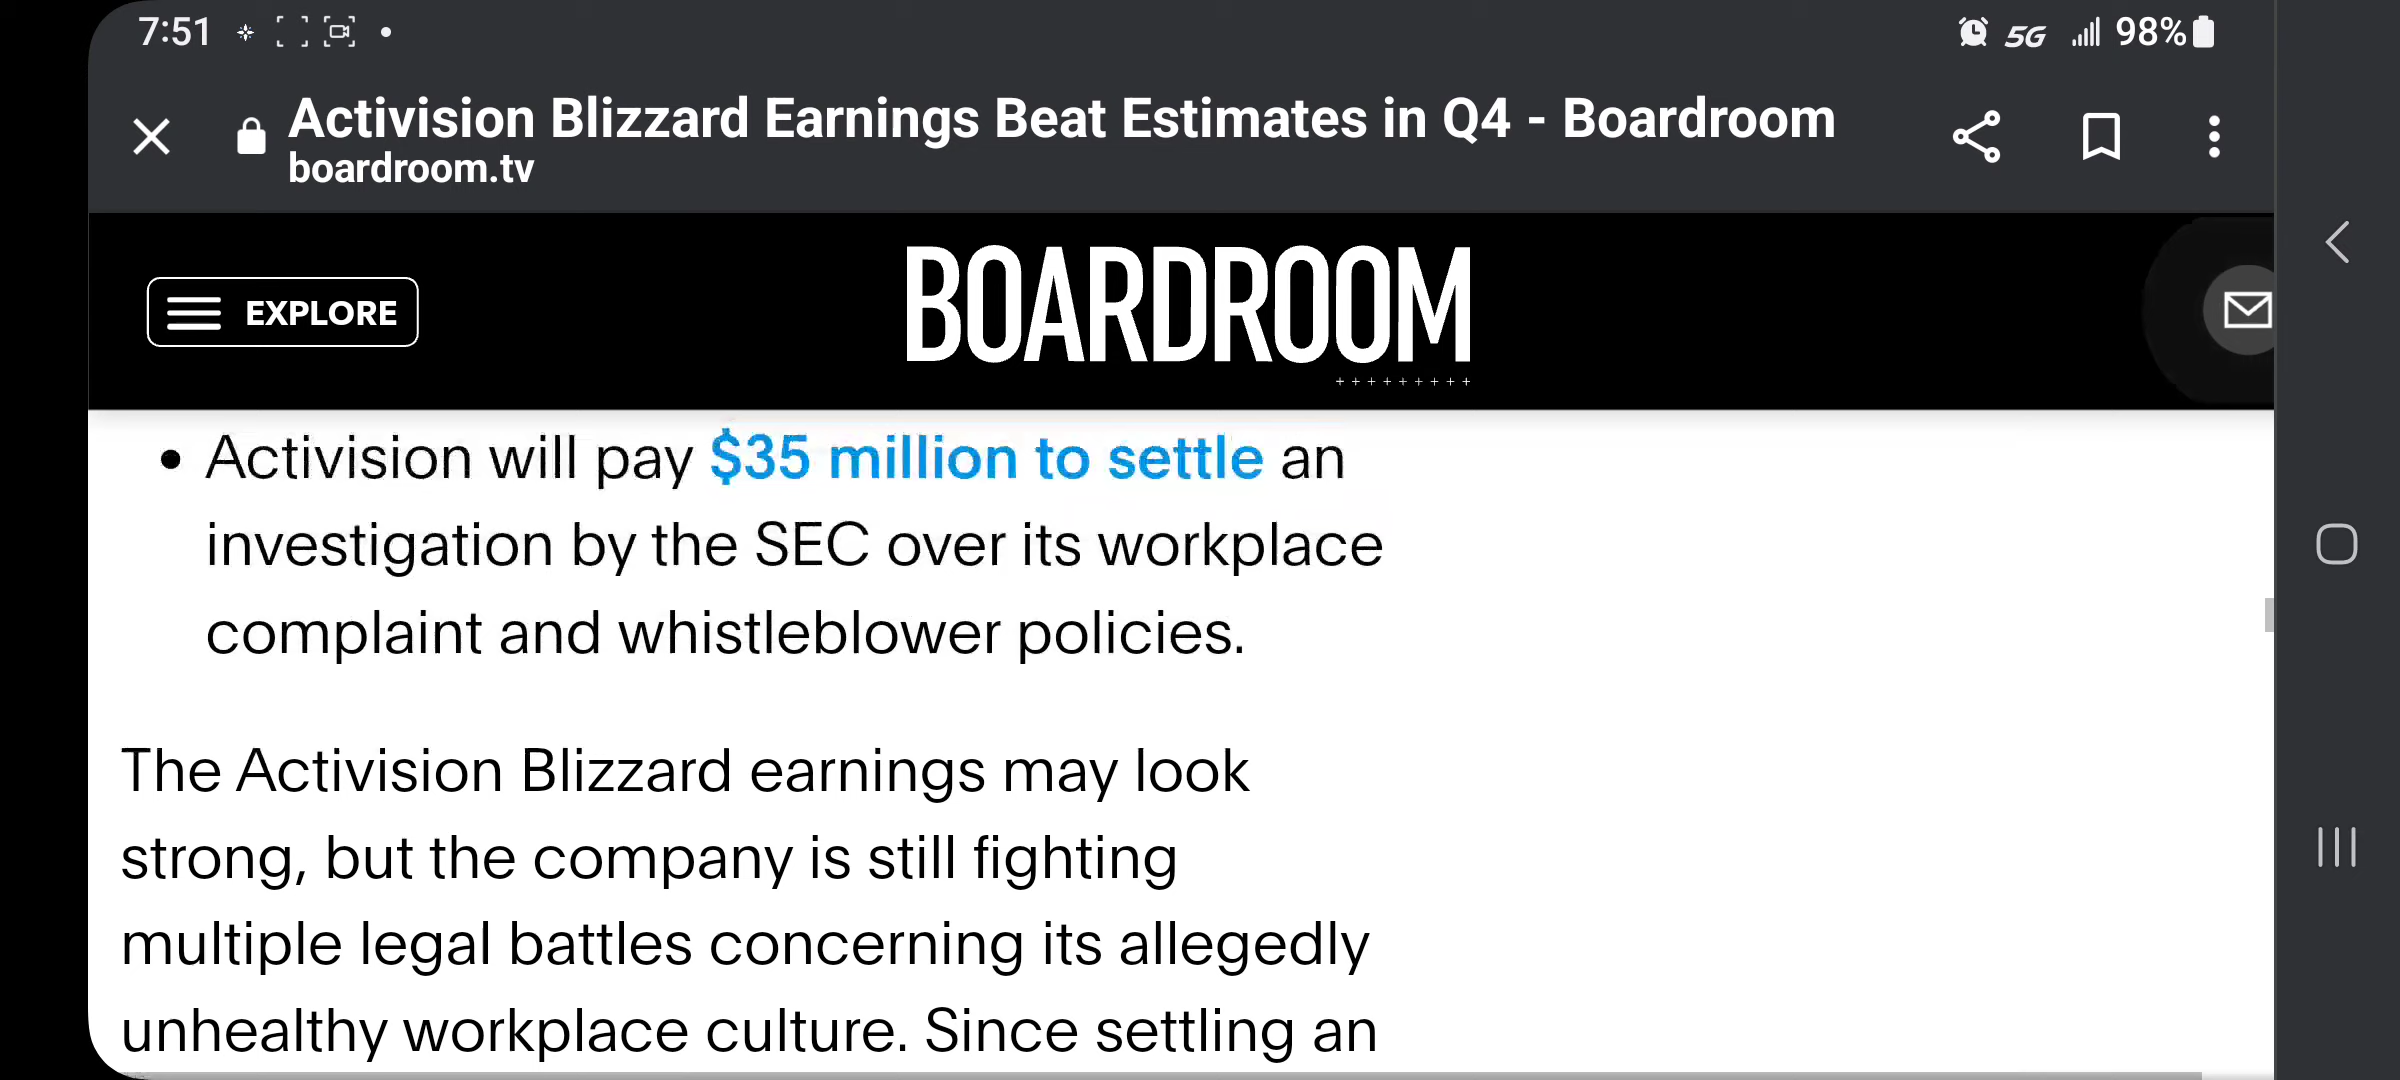 7:51
5G 98%
Activision Blizzard Earnings Beat Estimates in Q4 - Boardroom
boardroom.tv
EXPLORE
BOARDROOM
+ + + + + + + + +
• Activision will pay $35 million to settle an
investigation by the SEC over its workplace
complaint and whistleblower policies.
The Activision Blizzard earnings may look
strong, but the company is still fighting
multiple legal battles concerning its allegedly
unhealthy workplace culture. Since settling an